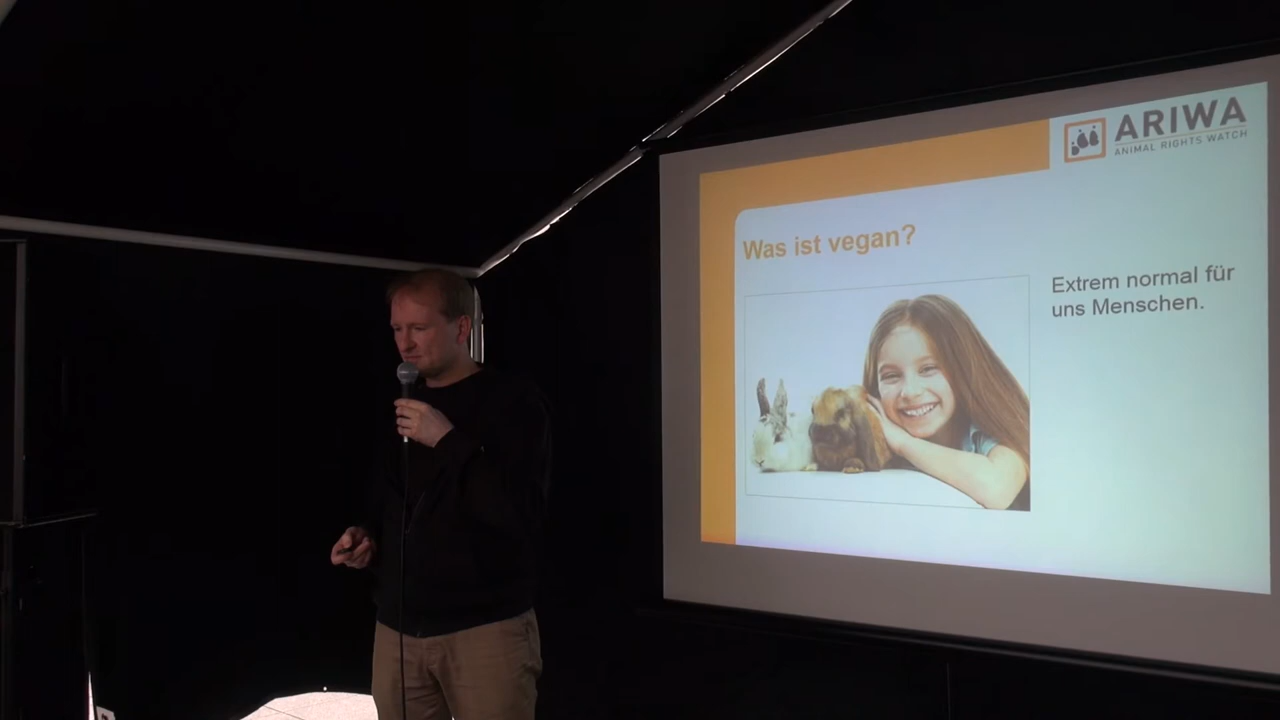 ARIWA
ANIMAL RIGHTS WATCH
Was ist vegan?
Extrem normal für
uns Menschen.